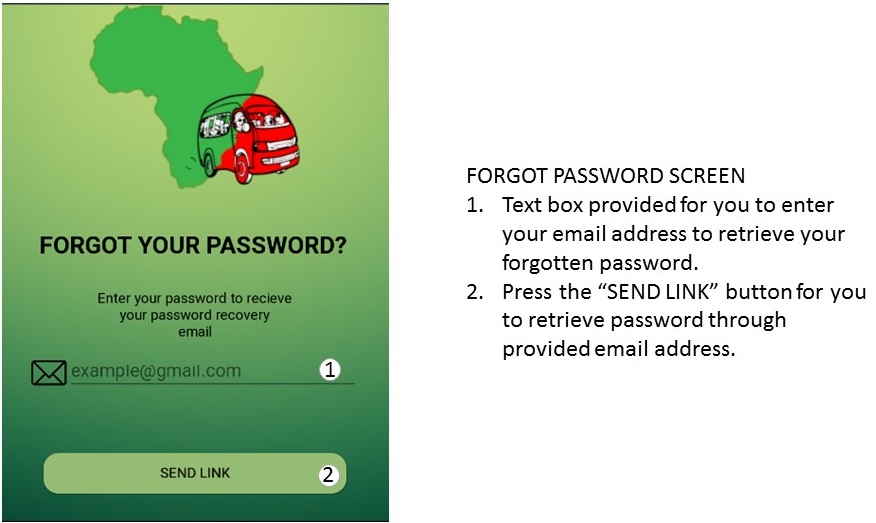 FORGOT YOUR PASSWORD?
Enter your password to recieve
your password recovery
email
example@gmail.com 1
SEND LINK 2
FORGOT PASSWORD SCREEN
1. Text box provided for you to enter
your email address to retrieve your
forgotten password.
2. Press the “SEND LINK” button for you
to retrieve password through
provided email address.